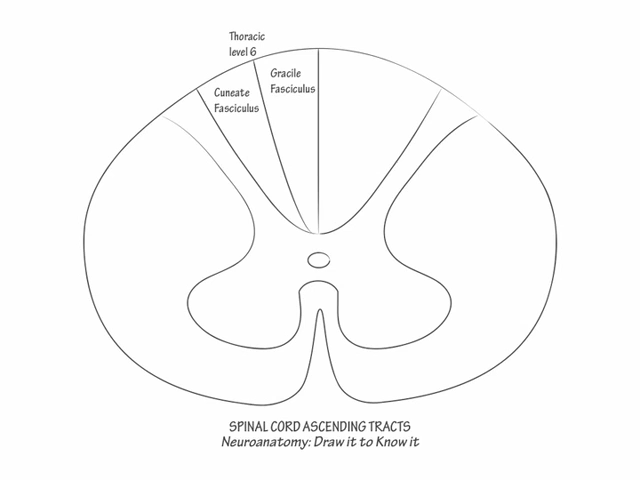 Thoracic
level 6
Gracile
Fasciculus
Cuneate
Fasciculus
SPINAL CORD ASCENDING TRACTS
Neuroanatomy: Draw it to Know it